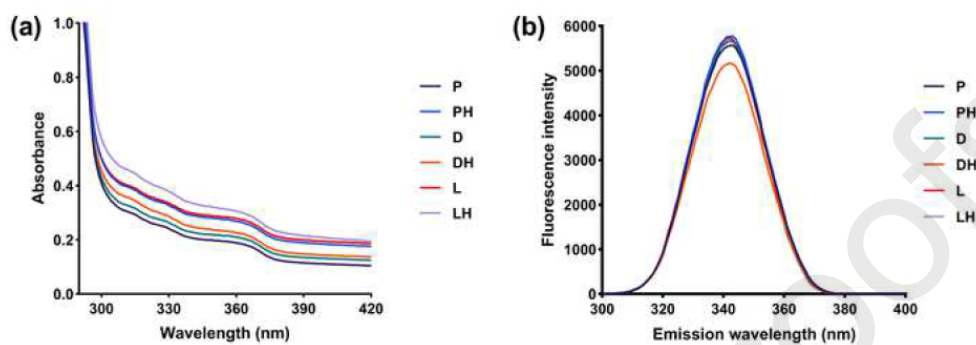 (a)
1.0
0.8
0.6
0.4
0.2
0.0
Absorbance
300 330 360 390 420
Wavelength (nm)
P
PH
D
DH
L
LH
(b)
6000
5000
4000
3000
2000
1000
0
Fluorescence intensity
300 320 340 360 380 400
Emission wavelength (nm)
P
PH
D
DH
L
LH